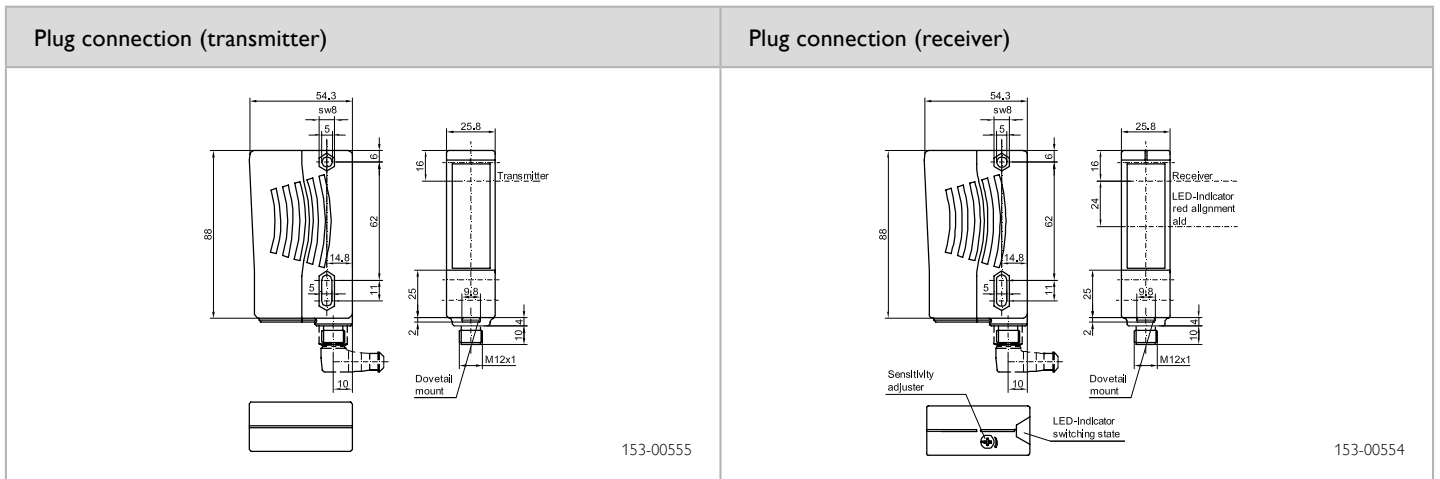 Plug connection (transmitter)
Plug connection (receiver)
54.3
sw8
5
6
88
62
14.8
5
11
10
25.8
16
Transmitter
25
9.8
2
4
10
M12x1
Dovetail
mount
153-00555
54.3
sw8
5
6
88
62
14.8
5
11
10
25.8
16
Receiver
24
LED-Indicator
red alignment
aid
25
9.8
2
4
10
M12x1
Sensitivity
adjuster
Dovetail
mount
LED-Indicator
switching state
153-00554